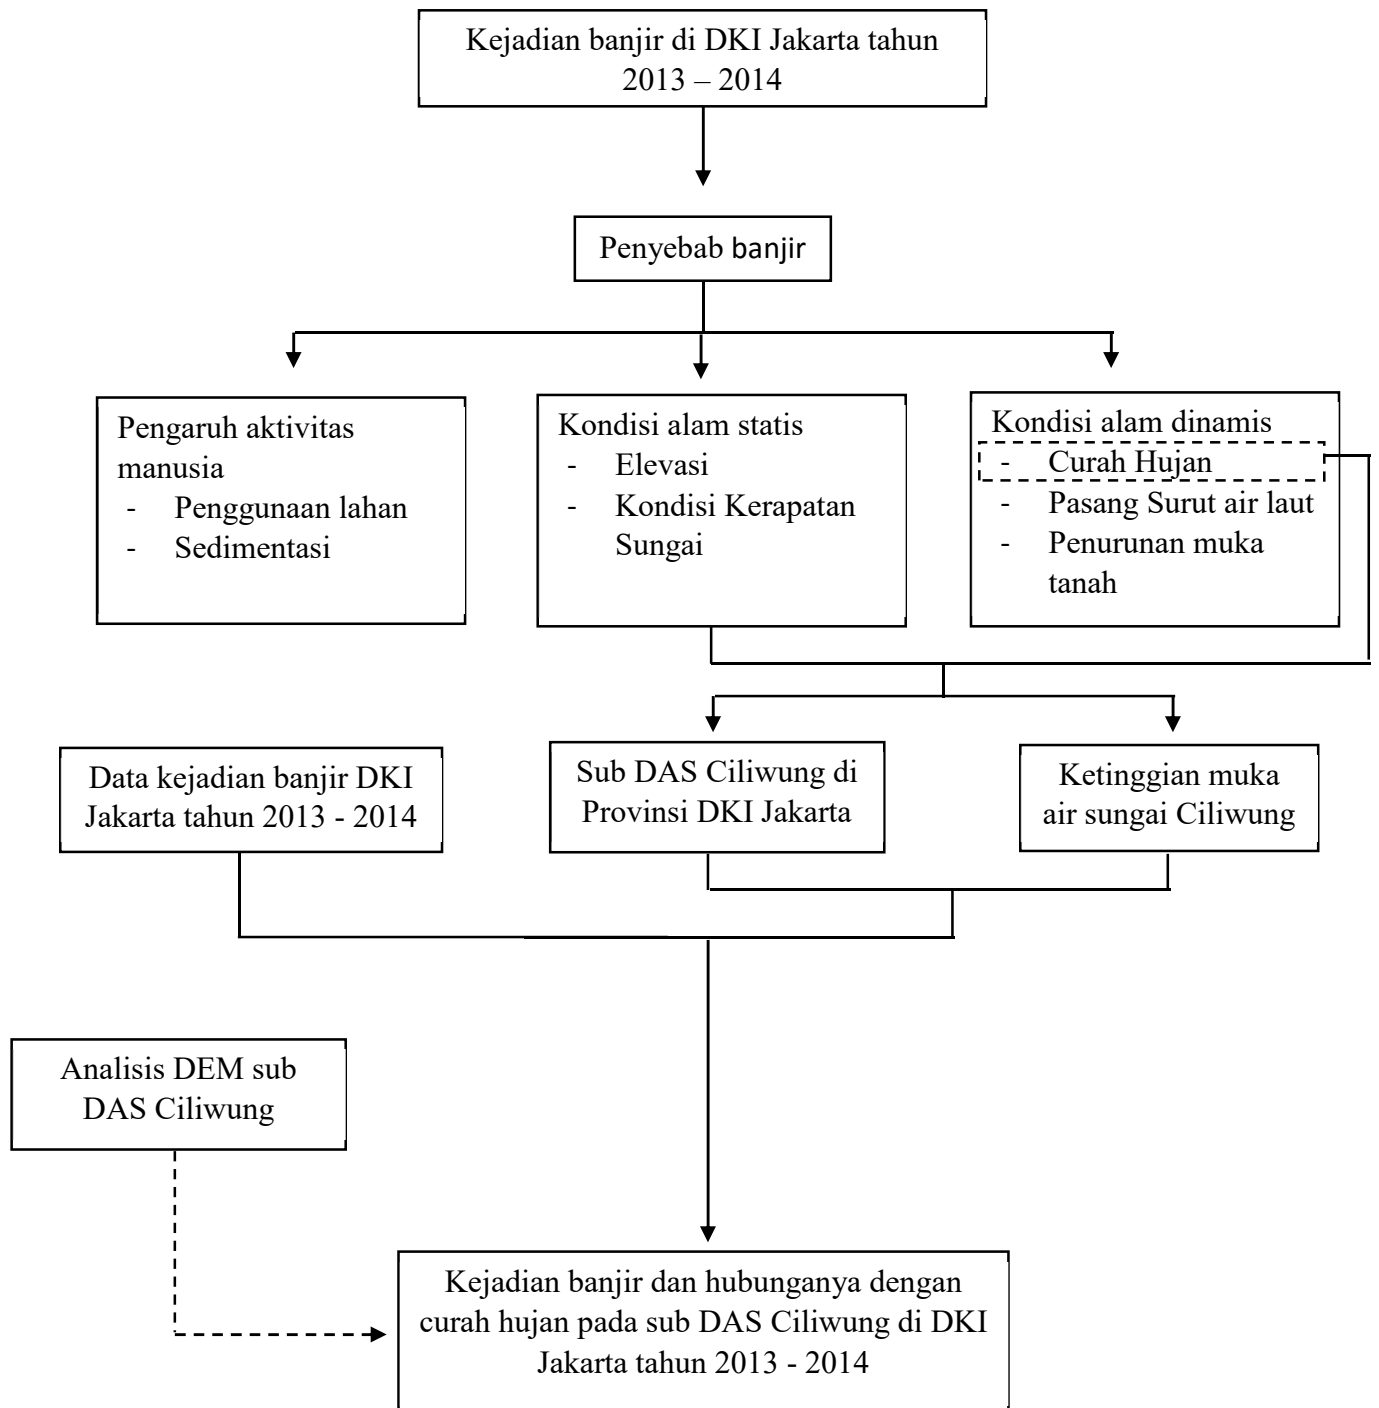 Kejadian banjir di DKI Jakarta tahun
2013 – 2014
Penyebab banjir
Pengaruh aktivitas
manusia
- Penggunaan lahan
- Sedimentasi
Kondisi alam statis
- Elevasi
- Kondisi Kerapatan
Sungai
Kondisi alam dinamis
- Curah Hujan
- Pasang Surut air laut
- Penurunan muka
tanah
Data kejadian banjir DKI
Jakarta tahun 2013 - 2014
Sub DAS Ciliwung di
Provinsi DKI Jakarta
Ketinggian muka
air sungai Ciliwung
Analisis DEM sub
DAS Ciliwung
Kejadian banjir dan hubunganya dengan
curah hujan pada sub DAS Ciliwung di DKI
Jakarta tahun 2013 - 2014